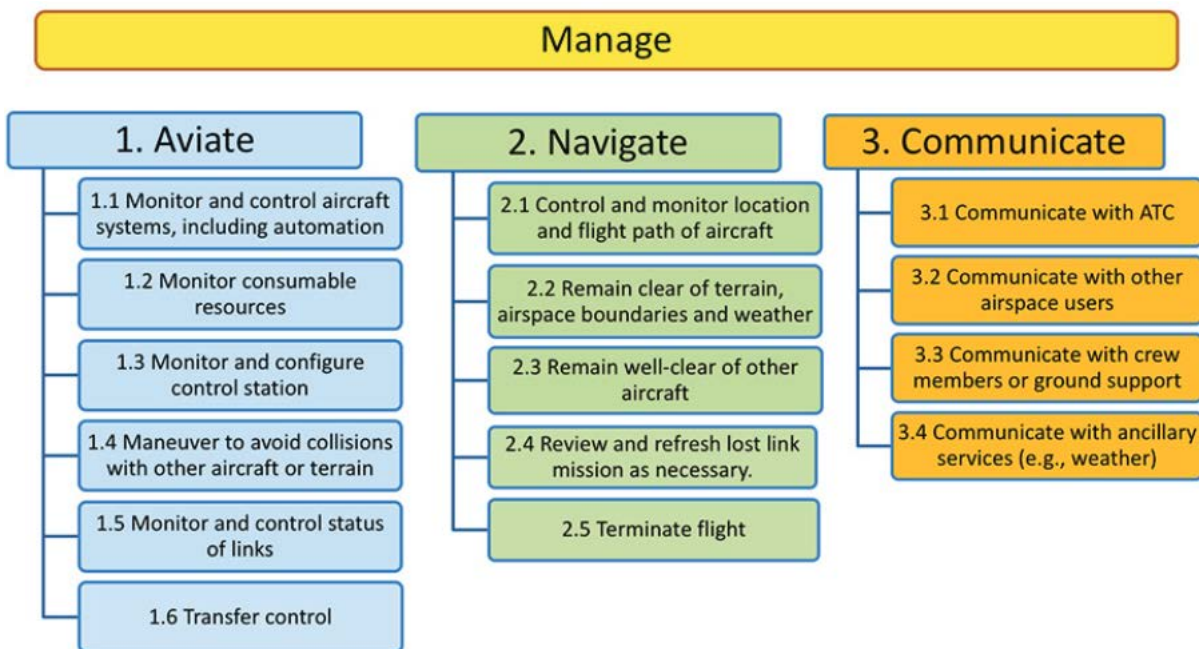 Manage
1. Aviate
1.1 Monitor and control aircraft
systems, including automation
1.2 Monitor consumable
resources
1.3 Monitor and configure
control station
1.4 Maneuver to avoid collisions
with other aircraft or terrain
1.5 Monitor and control status
of links
1.6 Transfer control
2. Navigate
2.1 Control and monitor location
and flight path of aircraft
2.2 Remain clear of terrain,
airspace boundaries and weather
2.3 Remain well-clear of other
aircraft
2.4 Review and refresh lost link
mission as necessary.
2.5 Terminate flight
3. Communicate
3.1 Communicate with ATC
3.2 Communicate with other
airspace users
3.3 Communicate with crew
members or ground support
3.4 Communicate with ancillary
services (e.g., weather)